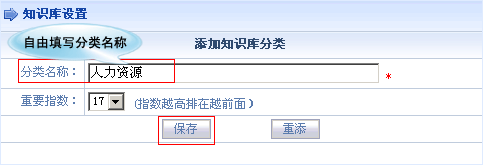 知识库设置
自由填写分类名称
添加知识库分类
分类名称： 人力资源 *
重要指数： 17 (指数越高排在越前面)
保存 重添